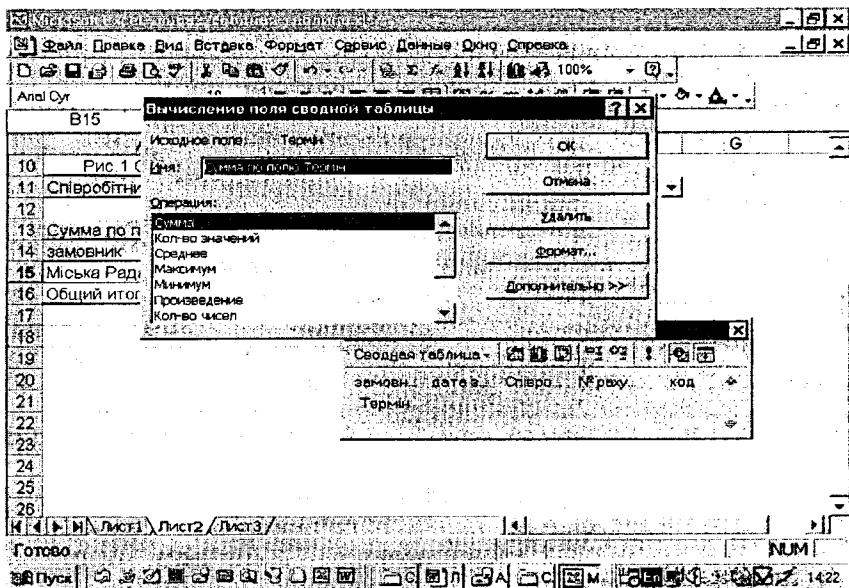 Файл Правка Вид Вставка Формат Сервис Данные Окно Справка
100%
Arial Cyr
B15
Вычисление поля сводной таблицы
Исходное поле: Термін
Имя: Сумма по полю Термін
Операция:
Сумма
Кол-во значений
Среднее
Максимум
Минимум
Произведение
Кол-во чисел
ОК
Отмена
Удалить
Формат...
Дополнительно >>
G
10 Рис. 1
11 Співробітни
12
13 Сумма по п
14 замовник
15 Міська Рад
16 Общий итог
17
18
19
20
21
22
23
24
25
26
Сводная таблица
замовн... дата з... Співро... № раху... код
Термін
Лист1 Лист2 Лист3
Готово NUM
Пуск 14:22